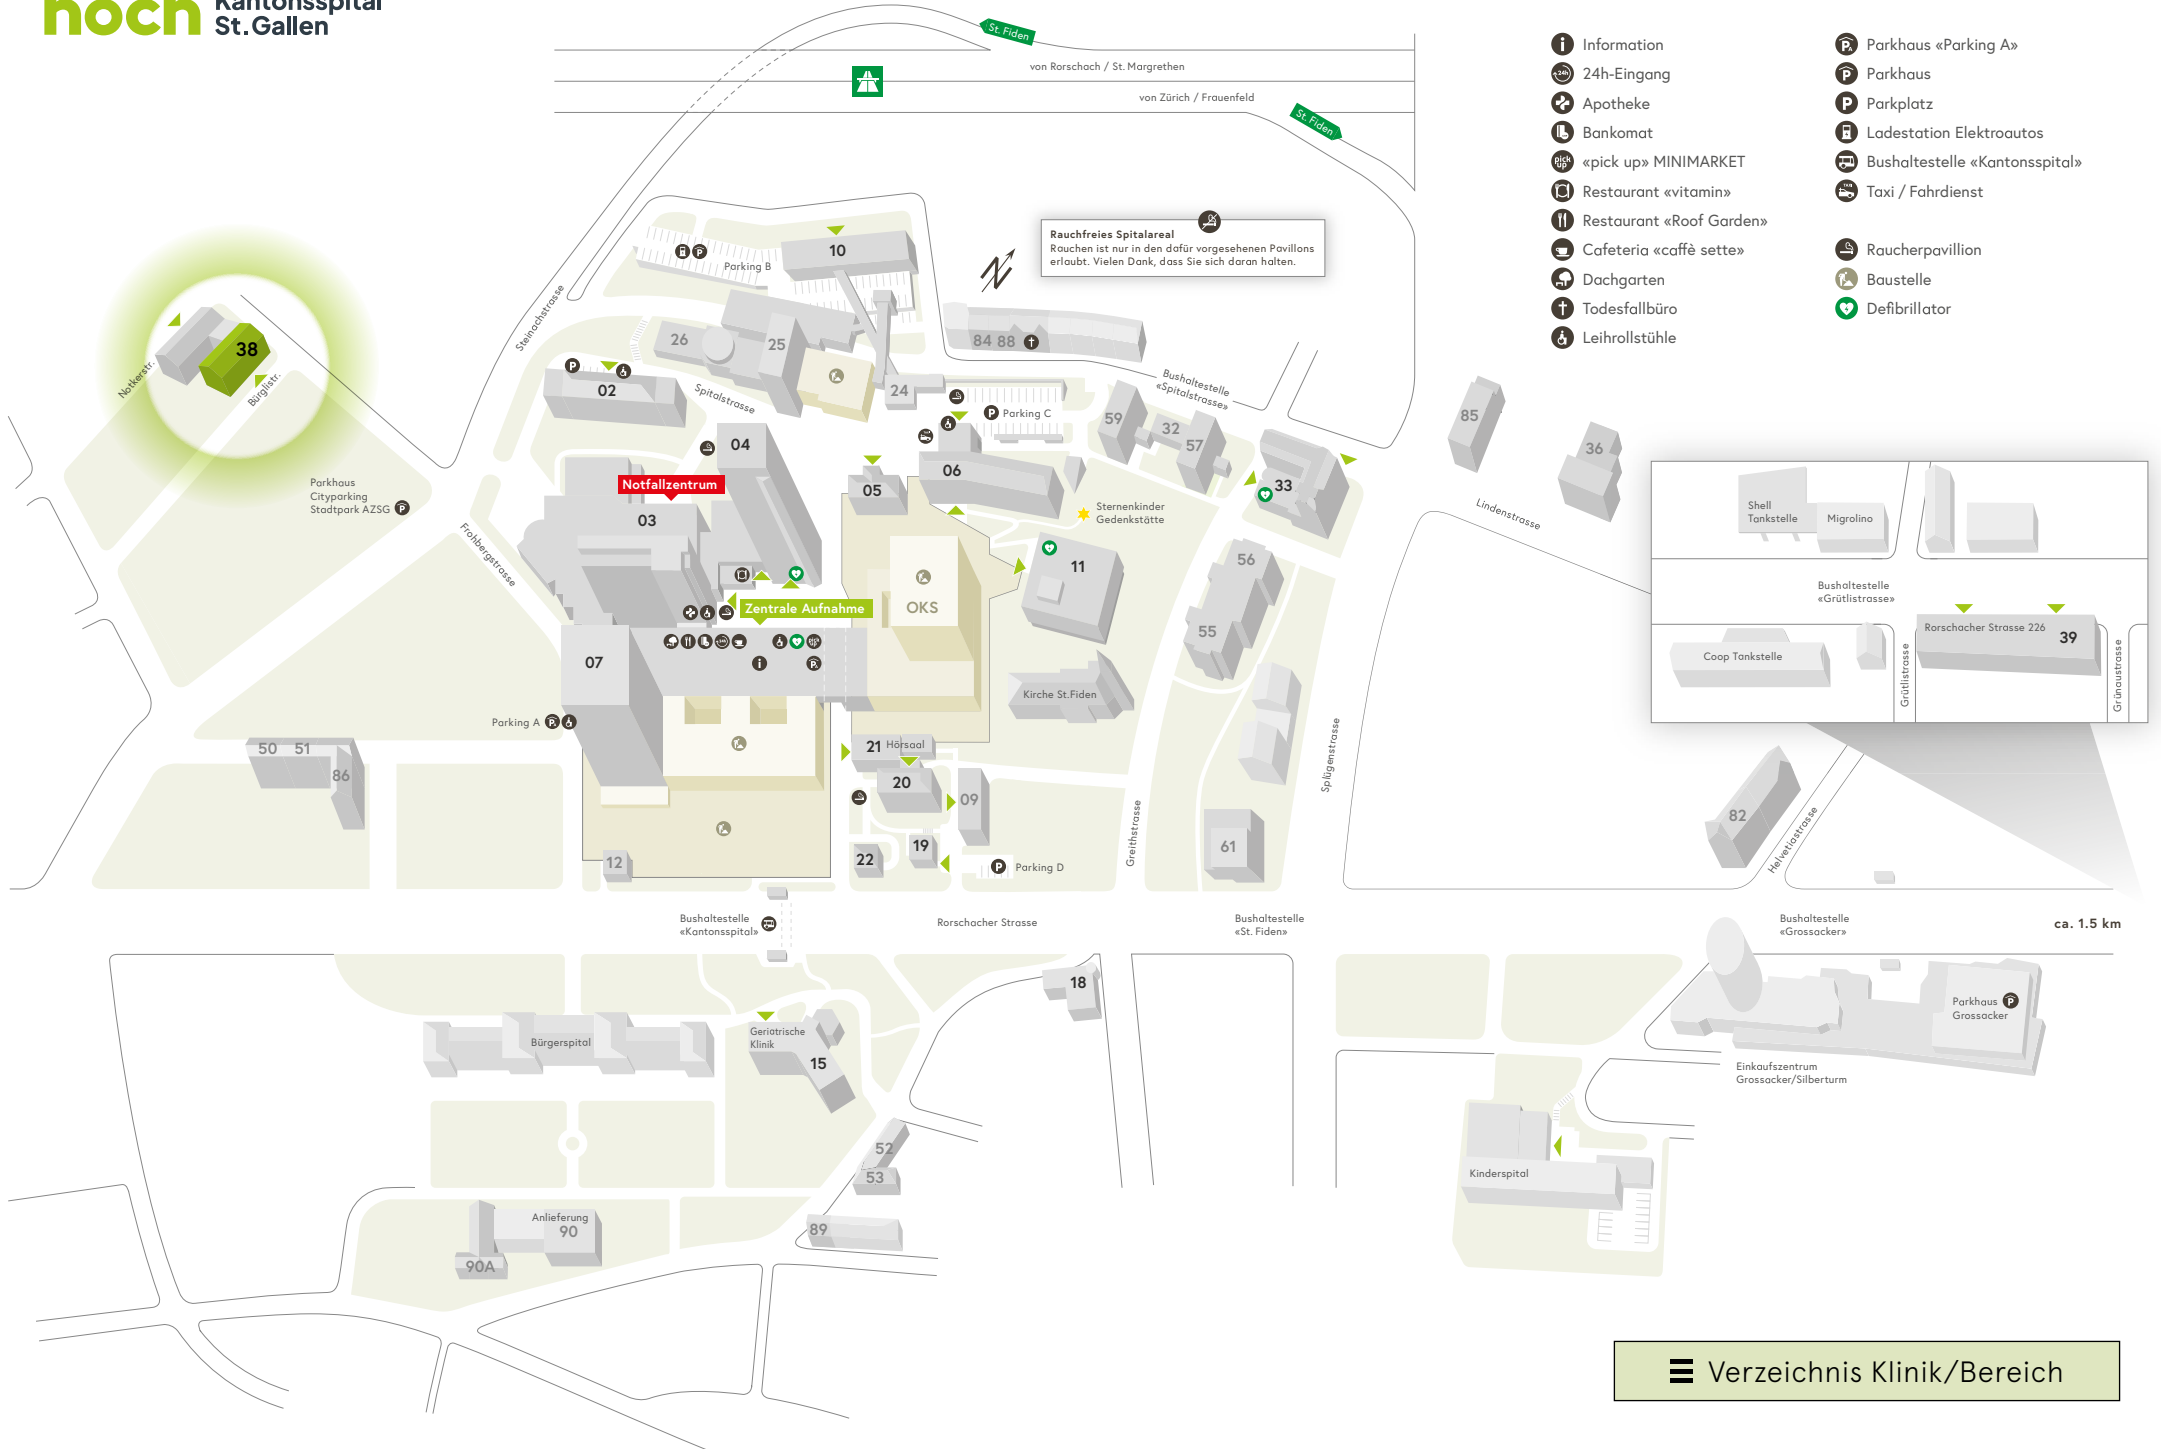 noch Kantonsspital
St.Gallen
St. Fiden
von Rorschach / St. Margrethen
von Zürich / Frauenfeld
St. Fiden
Information
24h-Eingang
Apotheke
Bankomat
«pick up» MINIMARKET
Restaurant «vitamin»
Restaurant «Roof Garden»
Cafeteria «caffè sette»
Dachgarten
Todesfallbüro
Leihrollstühle
Parkhaus «Parking A»
Parkhaus
Parkplatz
Ladestation Elektroautos
Bushaltestelle «Kantonsspital»
Taxi / Fahrdienst
Raucherpavillion
Baustelle
Defibrillator
Rauchfreies Spitalareal
Rauchen ist nur in den dafür vorgesehenen Pavillons
erlaubt. Vielen Dank, dass Sie sich daran halten.
N
10
Parking B
Steinachstrasse
26
25
84 88
38
Notkerstr.
Bürglistr.
02
Spitalstrasse
24
Bushaltestelle
«Spitalstrasse»
Parking C
59
32
57
85
36
04
Notfallzentrum
03
05
06
33
Parkhaus
Cityparking
Stadtpark AZSG
Frohbergstrasse
Sternenkinder
Gedenkstätte
Lindenstrasse
11
56
55
OKS
Zentrale Aufnahme
07
Kirche St.Fiden
Parking A
50 51
86
21 Hörsaal
20
09
19
22
12
Parking D
Greithstrasse
Splügenstrasse
61
82
Helvetiastrasse
Shell
Tankstelle
Migrolino
Bushaltestelle
«Grütlistrasse»
Rorschacher Strasse 226
39
Coop Tankstelle
Grütlistrasse
Grünaustrasse
Bushaltestelle
«Kantonsspital»
Rorschacher Strasse
Bushaltestelle
«St. Fiden»
Bushaltestelle
«Grossacker»
ca. 1.5 km
18
Bürgerspital
Geriatrische
Klinik
15
Parkhaus
Grossacker
Einkaufszentrum
Grossacker/Silberturm
52
53
89
Kinderspital
Anlieferung
90
90A
Verzeichnis Klinik/Bereich